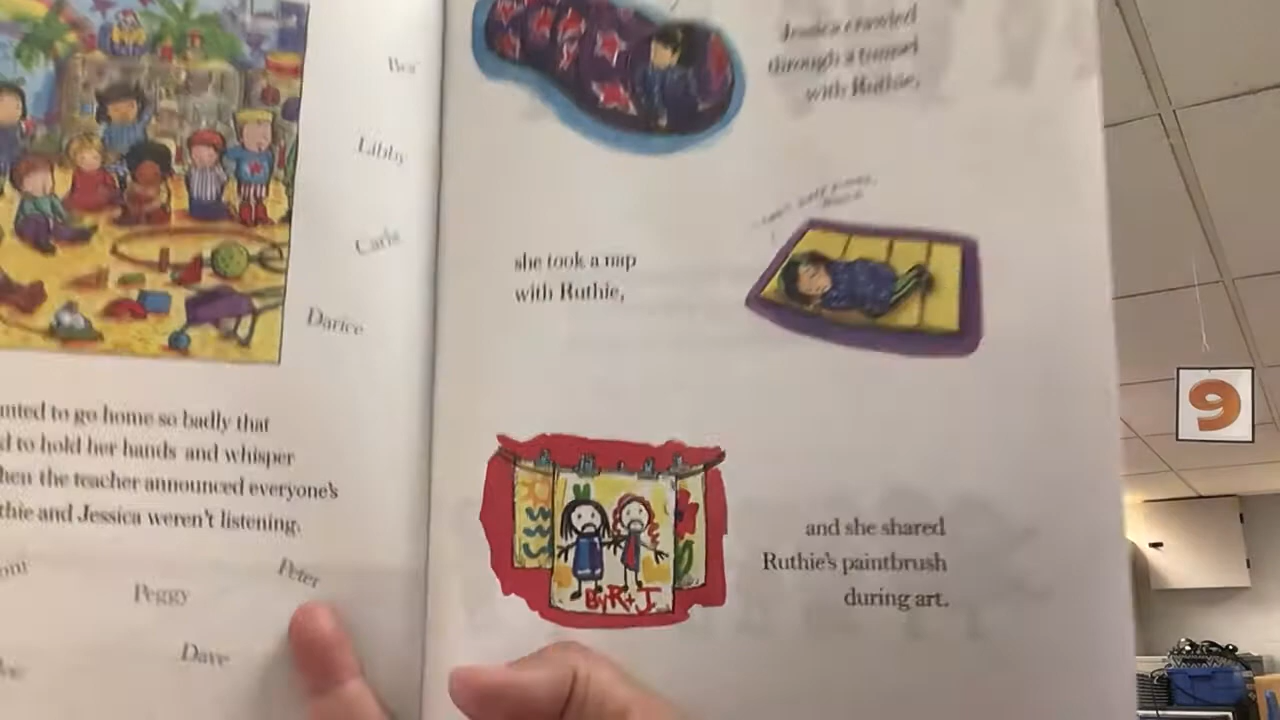 Libby
Carla
Darice
nted to go home so badly that
d to hold her hands and whisper
hen the teacher announced everyone's
thie and Jessica weren't listening.
Peter
Peggy
Dave
Jessica crawled
through a tunnel
with Ruthie,
she took a nap
with Ruthie,
By R+J.
and she shared
Ruthie's paintbrush
during art.
9